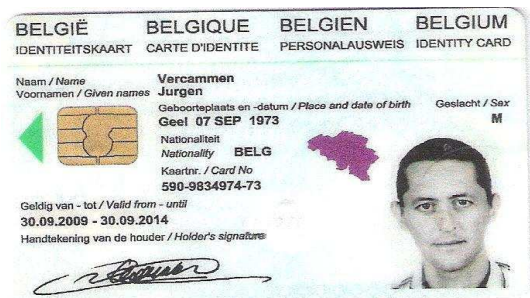 BELGIË BELGIQUE BELGIEN BELGIUM
IDENTITEITSKAART CARTE D'IDENTITE PERSONALAUSWEIS IDENTITY CARD
Naam / Name Vercammen
Voornamen / Given names Jurgen
Geboorteplaats en -datum / Place and date of birth Geslacht / Sex
Geel 07 SEP 1973 M
Nationaliteit
Nationality BELG
Kaartnr. / Card No
590-9834974-73
Geldig van - tot / Valid from - until
30.09.2009 - 30.09.2014
Handtekening van de houder / Holder's signature